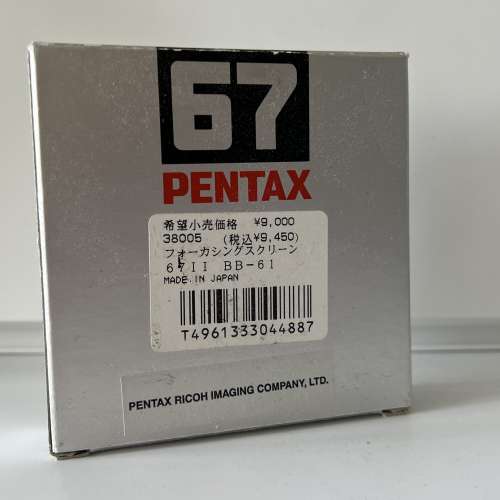 67
PENTAX
希望小売価格 ¥9,000
38005 (税込¥9,450)
フォーカシングスクリーン
67II BB-61
MADE IN JAPAN
T4961333044887
PENTAX RICOH IMAGING COMPANY, LTD.